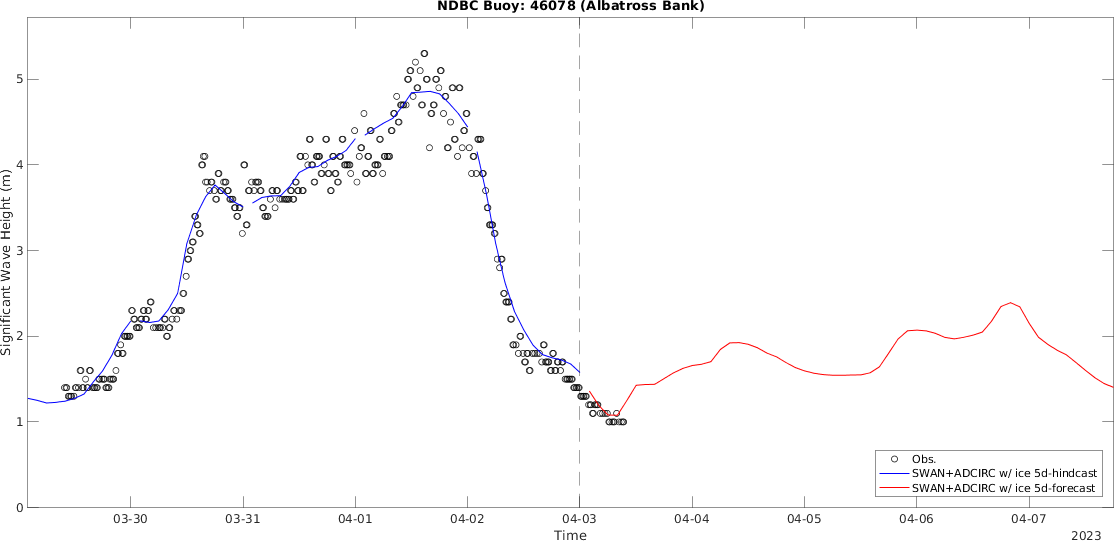 NDBC Buoy: 46078 (Albatross Bank)
Significant Wave Height (m)
5
4
3
2
1
0
03-30 03-31 04-01 04-02 04-03 04-04 04-05 04-06 04-07
Time
2023
Obs.
SWAN+ADCIRC w/ ice 5d-hindcast
SWAN+ADCIRC w/ ice 5d-forecast